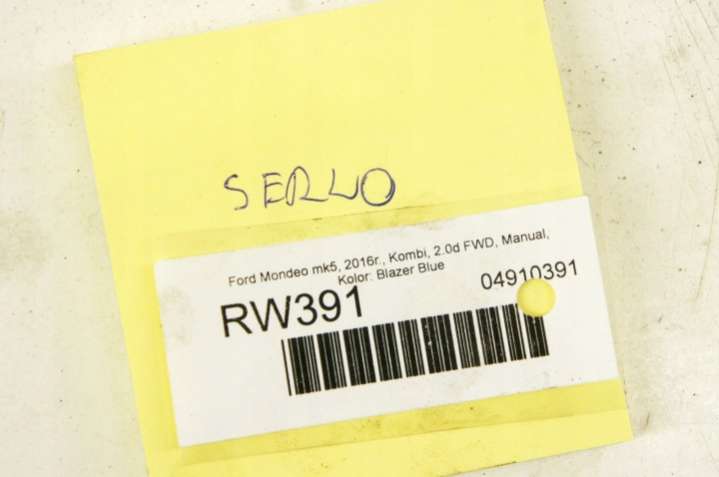 SERWO
Ford Mondeo mk5, 2016r., Kombi, 2.0d FWD, Manual,
Kolor: Blazer Blue
RW391 04910391